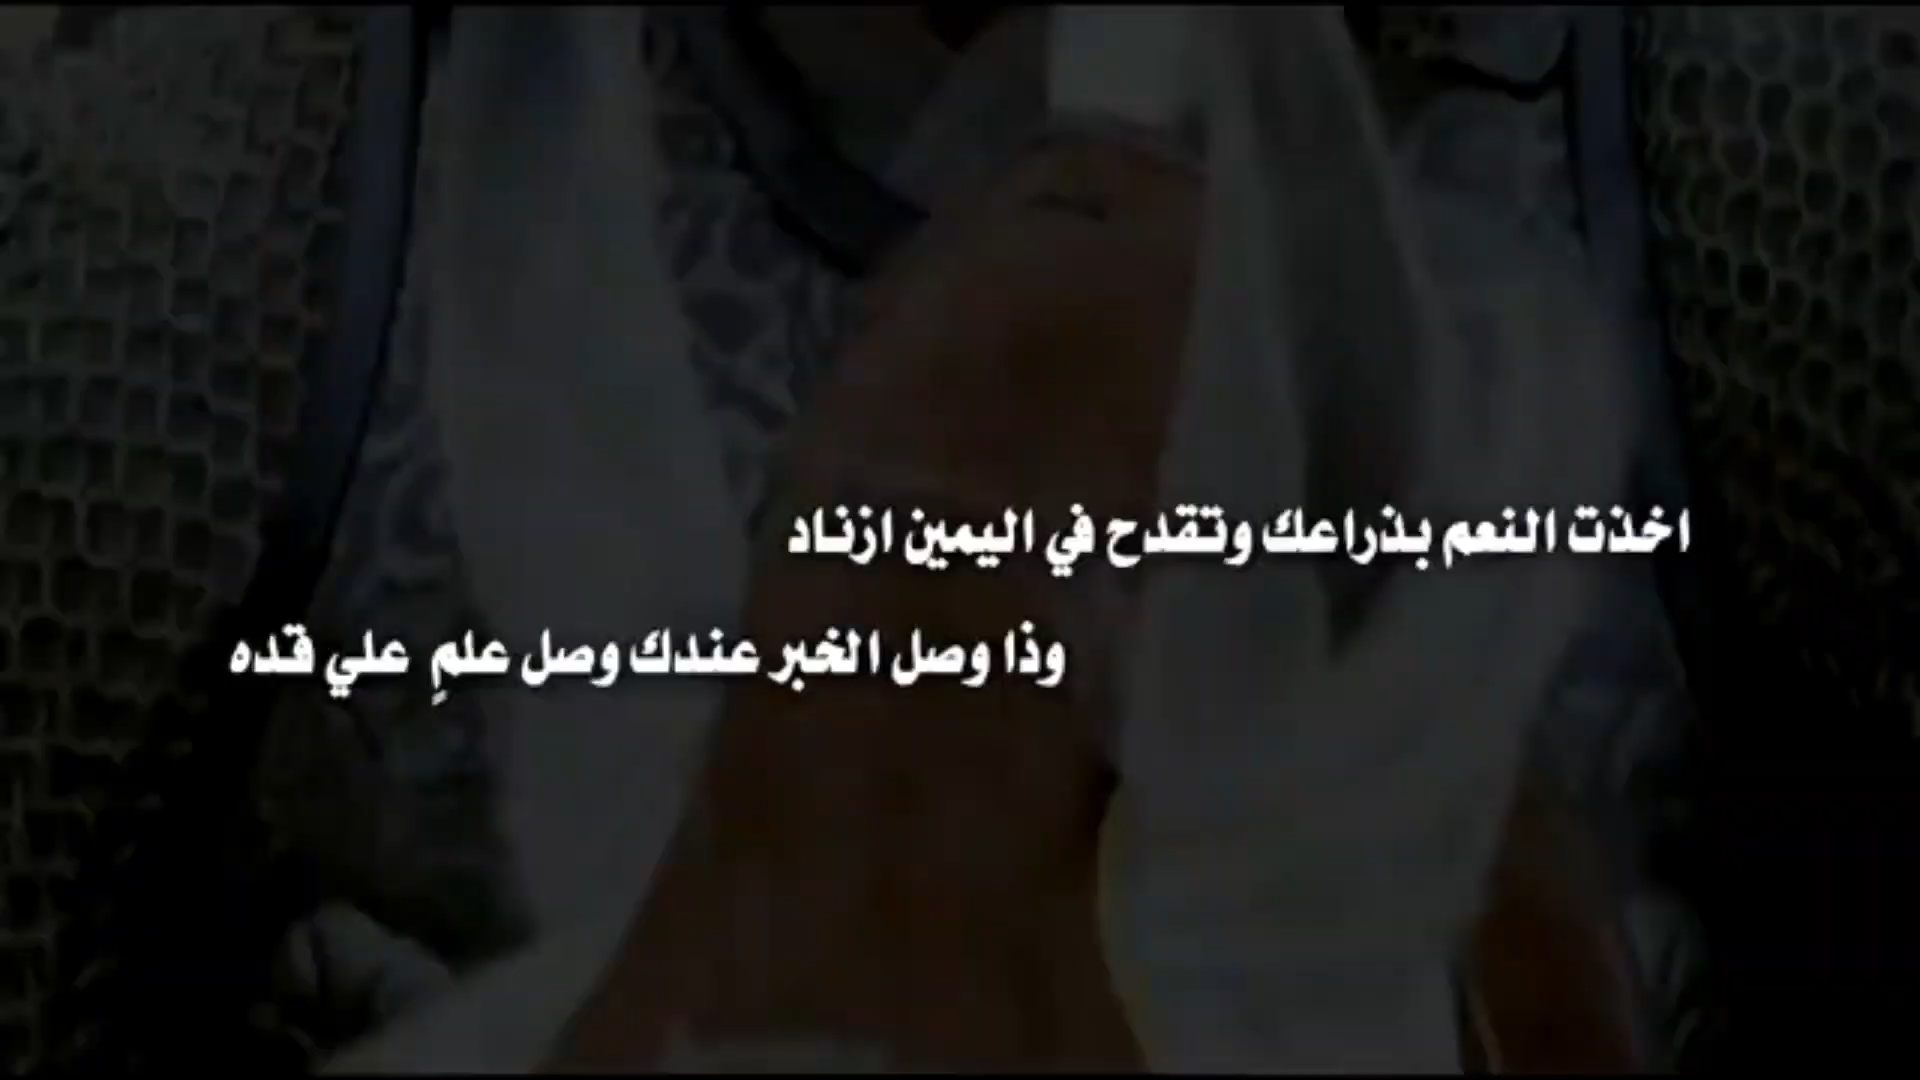 اخذت النعم بذراعك وتقدح في اليمين ازناد
وذا وصل الخبر عندك وصل علمٍ علي قده